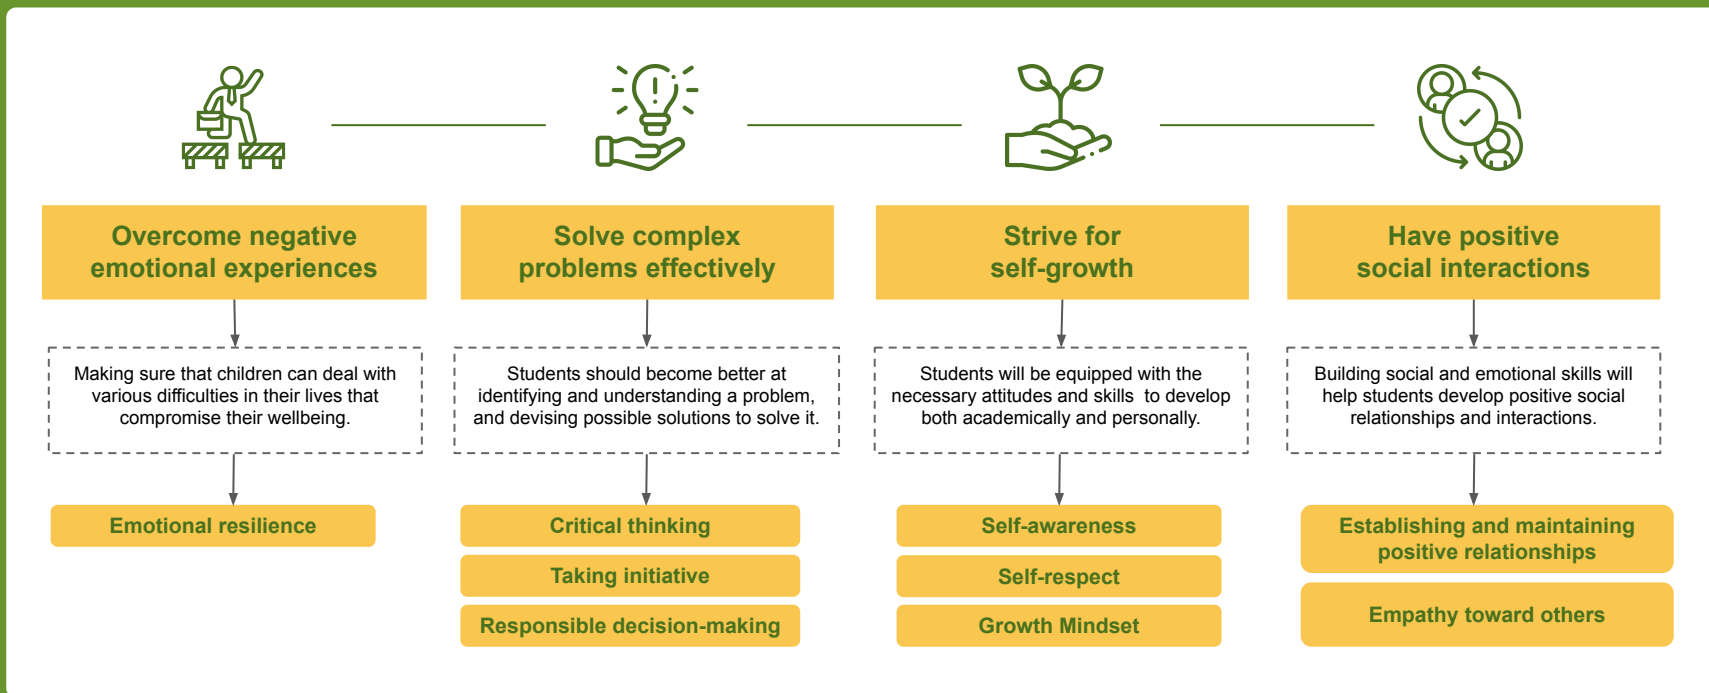 Overcome negative
emotional experiences
Solve complex
problems effectively
Strive for
self-growth
Have positive
social interactions
Making sure that children can deal with
various difficulties in their lives that
compromise their wellbeing.
Students should become better at
identifying and understanding a problem,
and devising possible solutions to solve it.
Students will be equipped with the
necessary attitudes and skills to develop
both academically and personally.
Building social and emotional skills will
help students develop positive social
relationships and interactions.
Emotional resilience
Critical thinking
Taking initiative
Responsible decision-making
Self-awareness
Self-respect
Growth Mindset
Establishing and maintaining
positive relationships
Empathy toward others